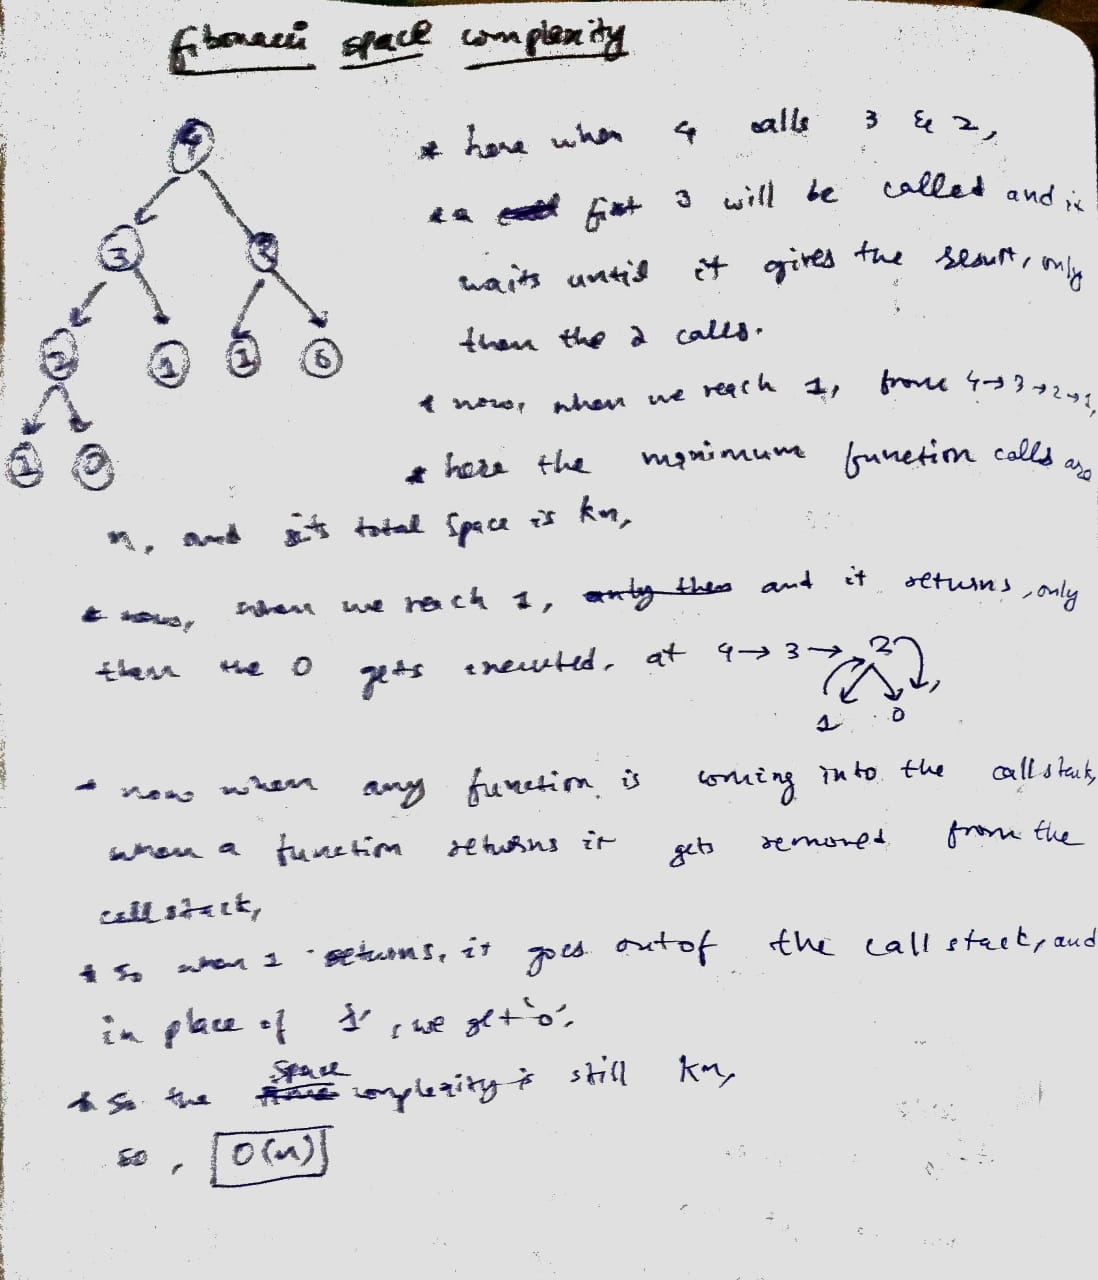 fibonacci space complexity
4
3 2
2 1 1 0
1 0
* here when 4 calls 3 & 2,
first 3 will be called and it
waits until it gives the result, only
then the 2 calls.
* now, when we reach 1, from 4→3→2→1,
* here the maximum function calls are
n, and its total space is kn,
* now, when we reach 1, only then and it returns, only
then the 0 gets executed, at 4→3→2,
1 0
* now when any function is coming into the call stack,
when a function returns it gets removed from the
call stack,
* so when 1 returns, it goes out of the call stack, and
in place of 1, we get '0',
space
* So the time complexity is still kn,
so, O(n)